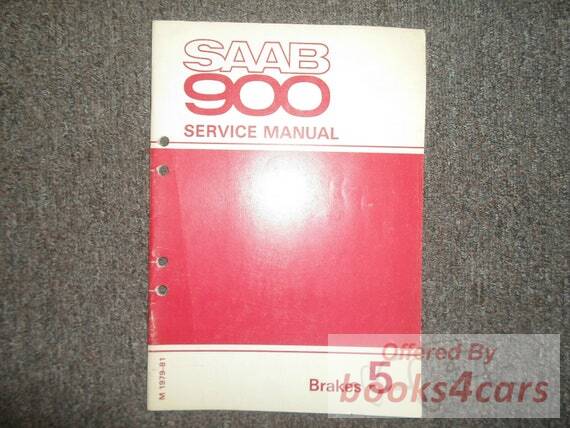 SAAB
900
SERVICE MANUAL
M 1979-81
Brakes 5
Offered By
books4cars